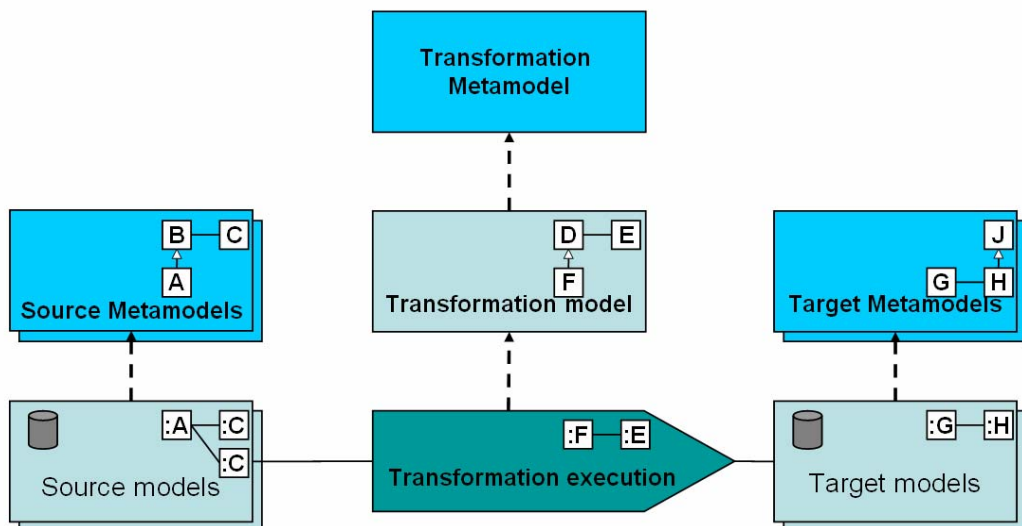 Transformation
Metamodel
B C
A
Source Metamodels
D E
F
Transformation model
J
G H
Target Metamodels
:A :C
:C
Source models
:F :E
Transformation execution
:G :H
Target models